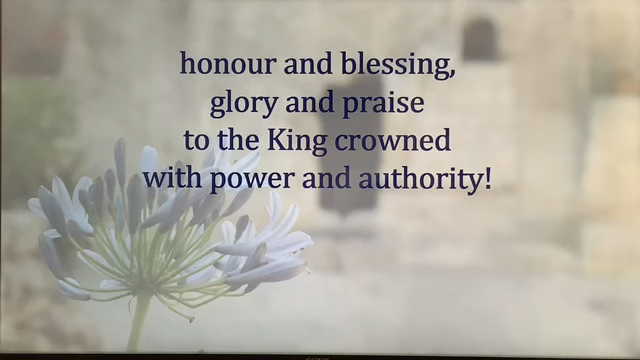 honour and blessing,
glory and praise
to the King crowned
with power and authority!